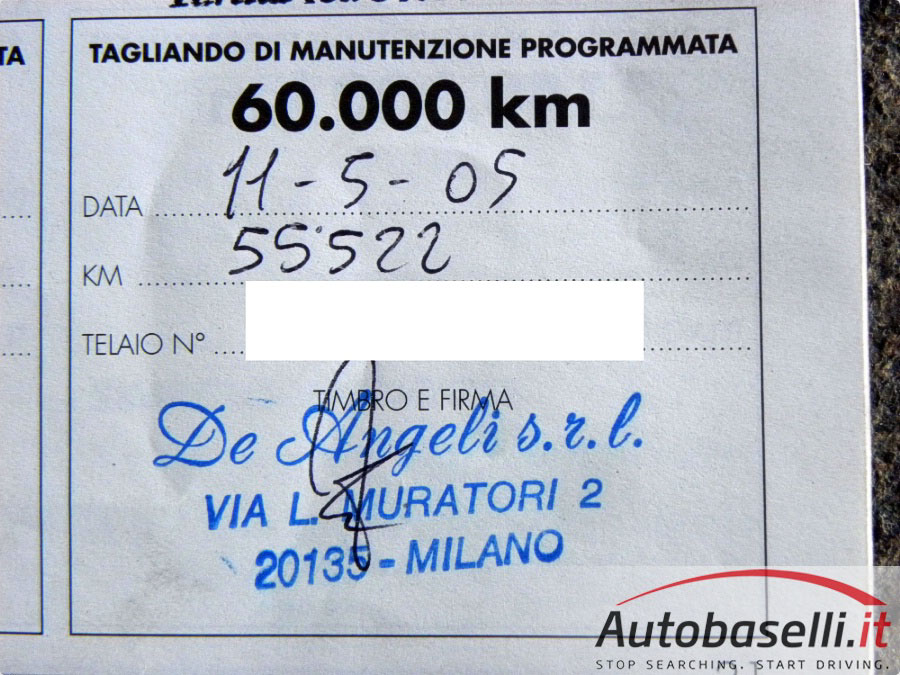 TA
TAGLIANDO DI MANUTENZIONE PROGRAMMATA
60.000 km
DATA 11-5-05
KM 55522
TELAIO N°
TIMBRO E FIRMA
De Angeli s.r.l.
VIA L. MURATORI 2
20135 - MILANO
Autobaselli.it
STOP SEARCHING. START DRIVING.